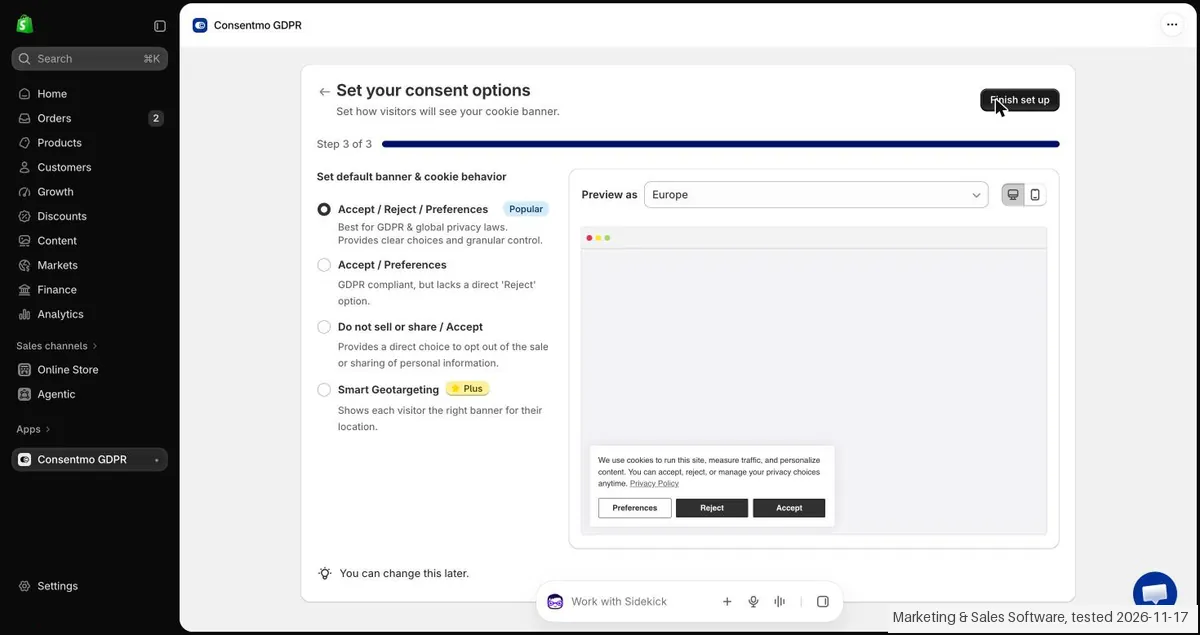 Search
⌘K
Home
Orders
2
Products
Customers
Growth
Discounts
Content
Markets
Finance
Analytics
Sales channels
Online Store
Agentic
Apps
Consentmo GDPR
Settings
Consentmo GDPR
Set your consent options
Set how visitors will see your cookie banner.
Finish set up
Step 3 of 3
Set default banner & cookie behavior
Accept / Reject / Preferences
Popular
Best for GDPR & global privacy laws.
Provides clear choices and granular control.
Accept / Preferences
GDPR compliant, but lacks a direct 'Reject'
option.
Do not sell or share / Accept
Provides a direct choice to opt out of the sale
or sharing of personal information.
Smart Geotargeting
Plus
Shows each visitor the right banner for their
location.
You can change this later.
Preview as
Europe
We use cookies to run this site, measure traffic, and personalize
content. You can accept, reject, or manage your privacy choices
anytime. Privacy Policy
Preferences
Reject
Accept
Work with Sidekick
Marketing & Sales Software, tested 2026-11-17